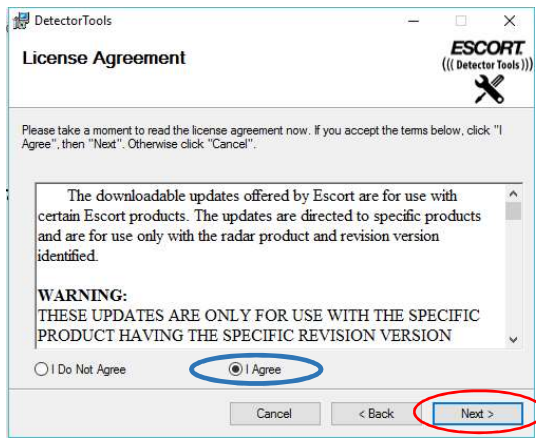 DetectorTools
License Agreement
ESCORT.
((( Detector Tools )))
Please take a moment to read the license agreement now. If you accept the terms below, click "I
Agree", then "Next". Otherwise click "Cancel".
The downloadable updates offered by Escort are for use with
certain Escort products. The updates are directed to specific products
and are for use only with the radar product and revision version
identified.
WARNING:
THESE UPDATES ARE ONLY FOR USE WITH THE SPECIFIC
PRODUCT HAVING THE SPECIFIC REVISION VERSION
I Do Not Agree
I Agree
Cancel
< Back
Next >